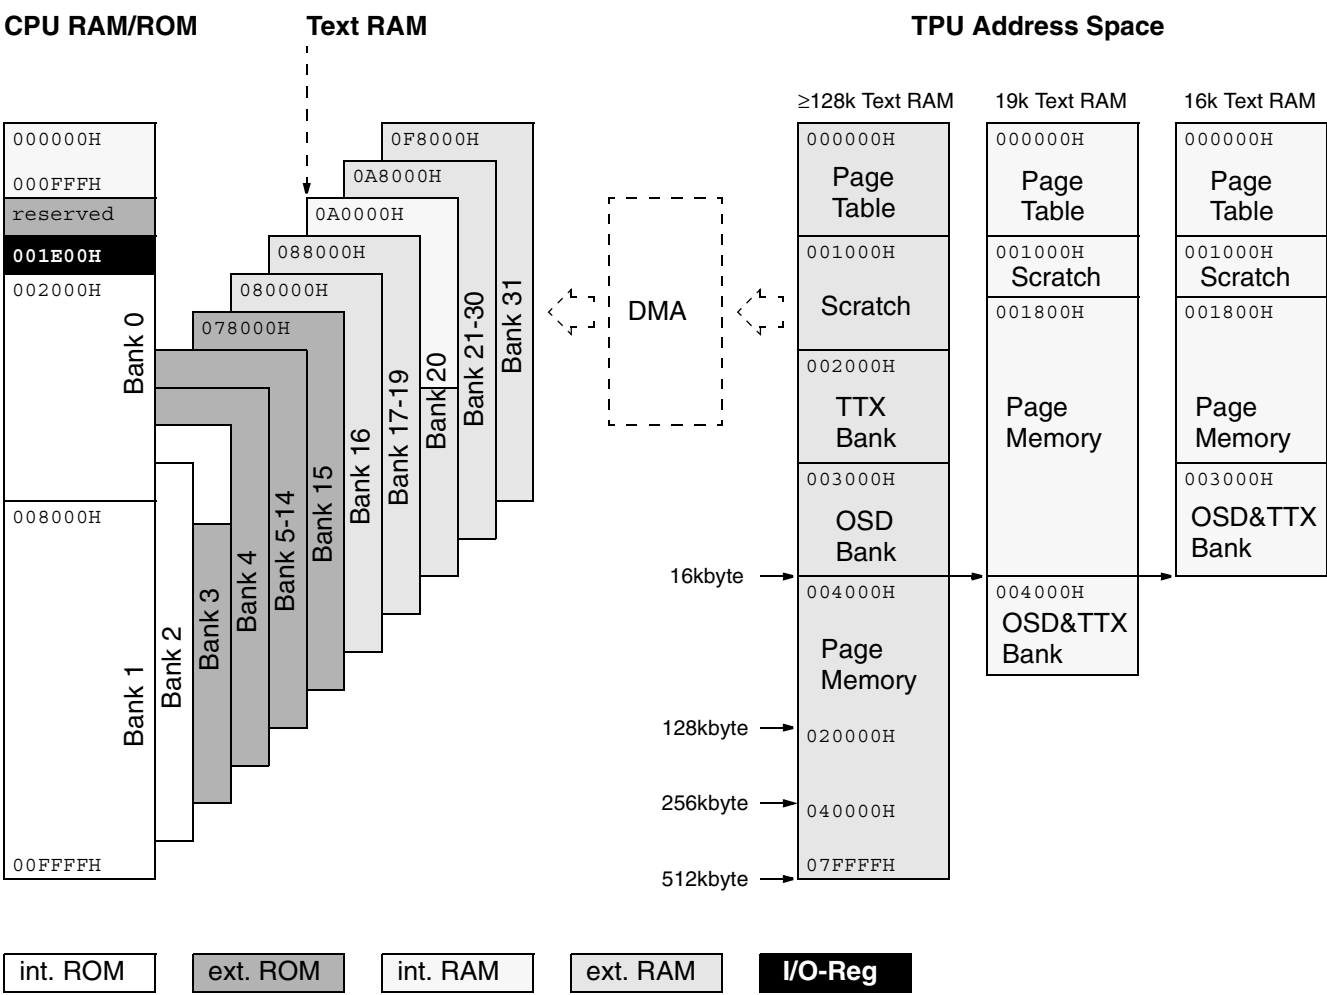 CPU RAM/ROM
Text RAM
TPU Address Space
≥128k Text RAM
19k Text RAM
16k Text RAM
000000H
000FFFH
reserved
001E00H
002000H
Bank 0
008000H
Bank 1
00FFFFH
Bank 2
Bank 3
Bank 4
Bank 5-14
078000H
Bank 15
080000H
Bank 16
088000H
Bank 17-19
0A0000H
Bank 20
0A8000H
Bank 21-30
0F8000H
Bank 31
DMA
000000H
Page
Table
001000H
Scratch
002000H
TTX
Bank
003000H
OSD
Bank
004000H
Page
Memory
020000H
040000H
07FFFFH
16kbyte
128kbyte
256kbyte
512kbyte
000000H
Page
Table
001000H
Scratch
001800H
Page
Memory
004000H
OSD&TTX
Bank
000000H
Page
Table
001000H
Scratch
001800H
Page
Memory
003000H
OSD&TTX
Bank
int. ROM
ext. ROM
int. RAM
ext. RAM
I/O-Reg